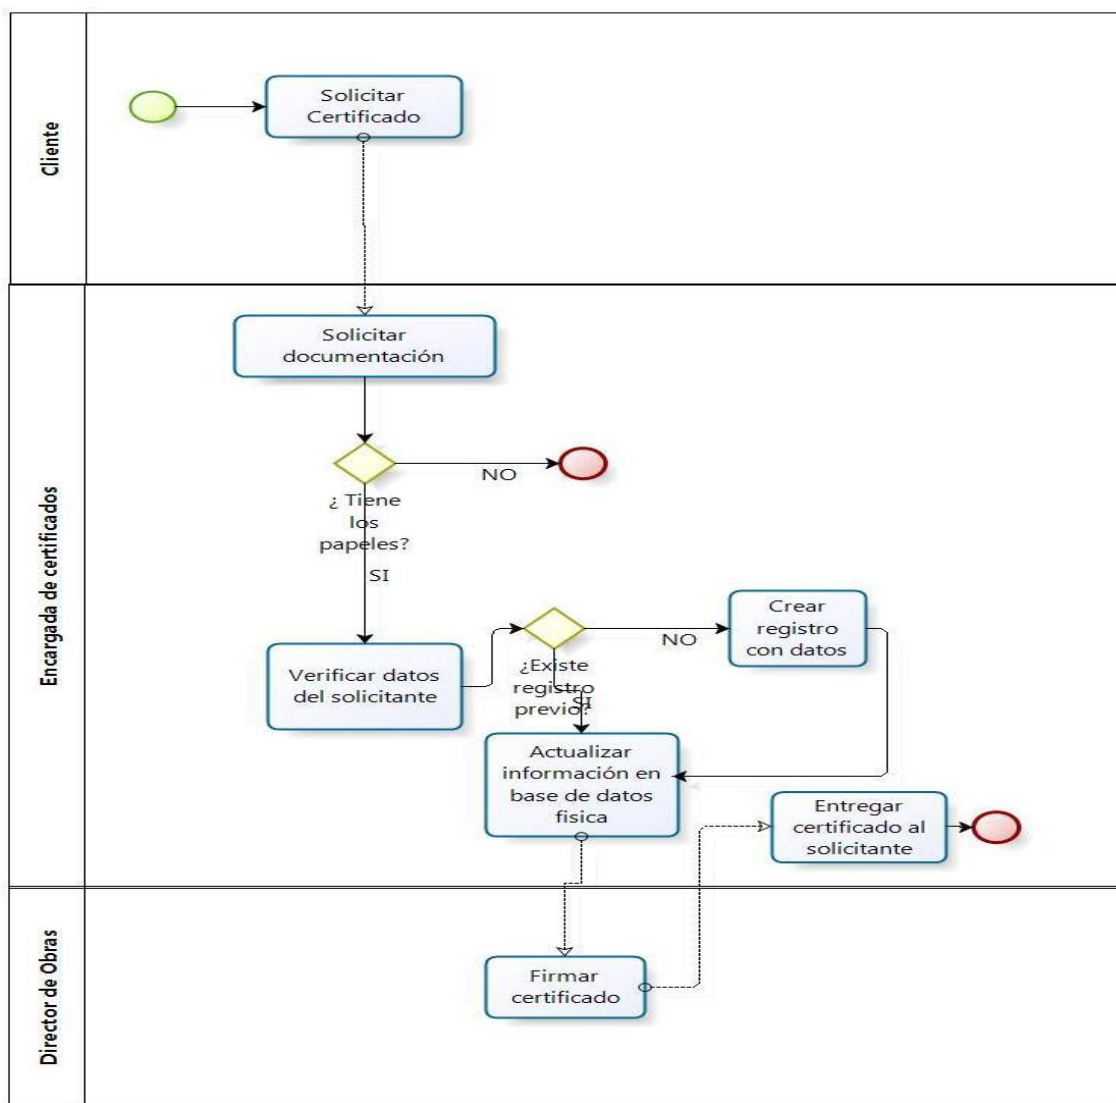 Cliente
Solicitar
Certificado
Encargada de certificados
Solicitar
documentación
NO
¿ Tiene
los
papeles?
SI
Verificar datos
del solicitante
¿Existe
registro
previo?
SI
NO
Crear
registro
con datos
Actualizar
información en
base de datos
fisica
Entregar
certificado al
solicitante
Director de Obras
Firmar
certificado